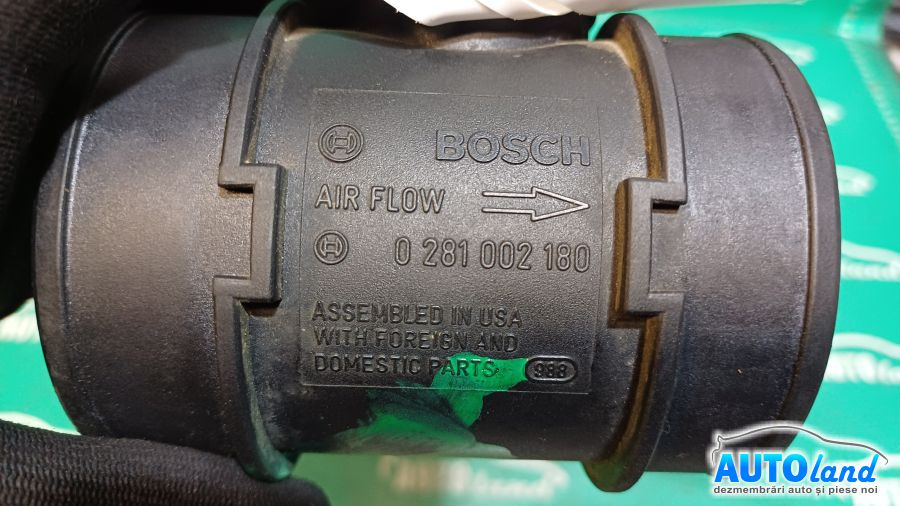 BOSCH
AIR FLOW
0 281 002 180
ASSEMBLED IN USA
WITH FOREIGN AND
DOMESTIC PARTS 988
AUTOland
dezmembrări auto și piese noi